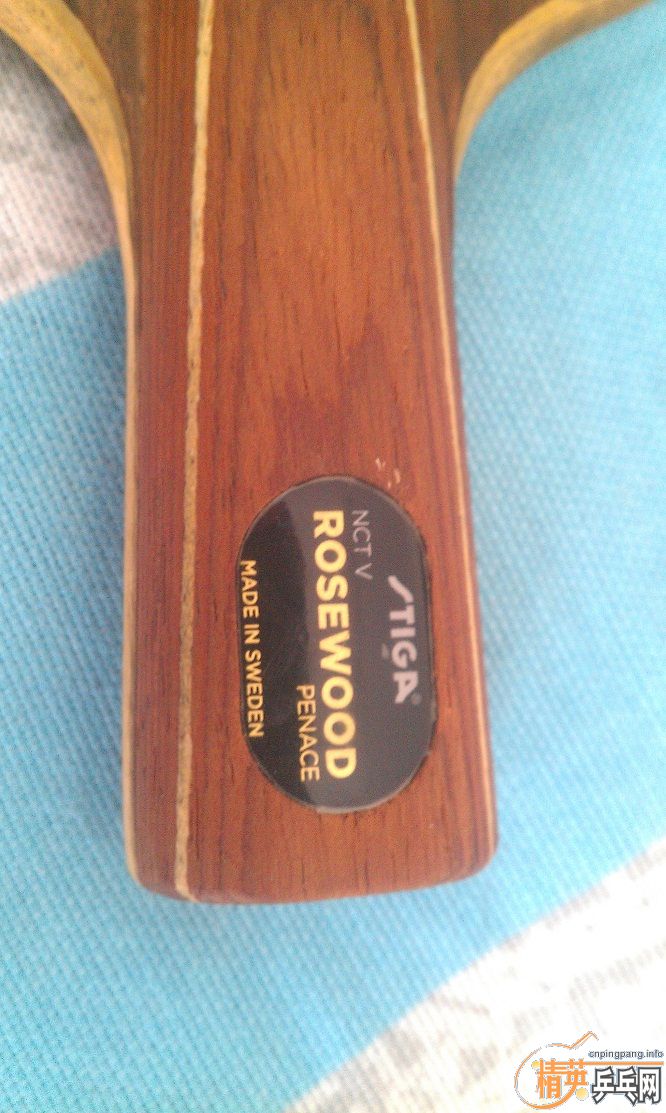 STIGA
NCT V
ROSEWOOD
PENACE
MADE IN SWEDEN
cnpingpang.info
精英乒乓网